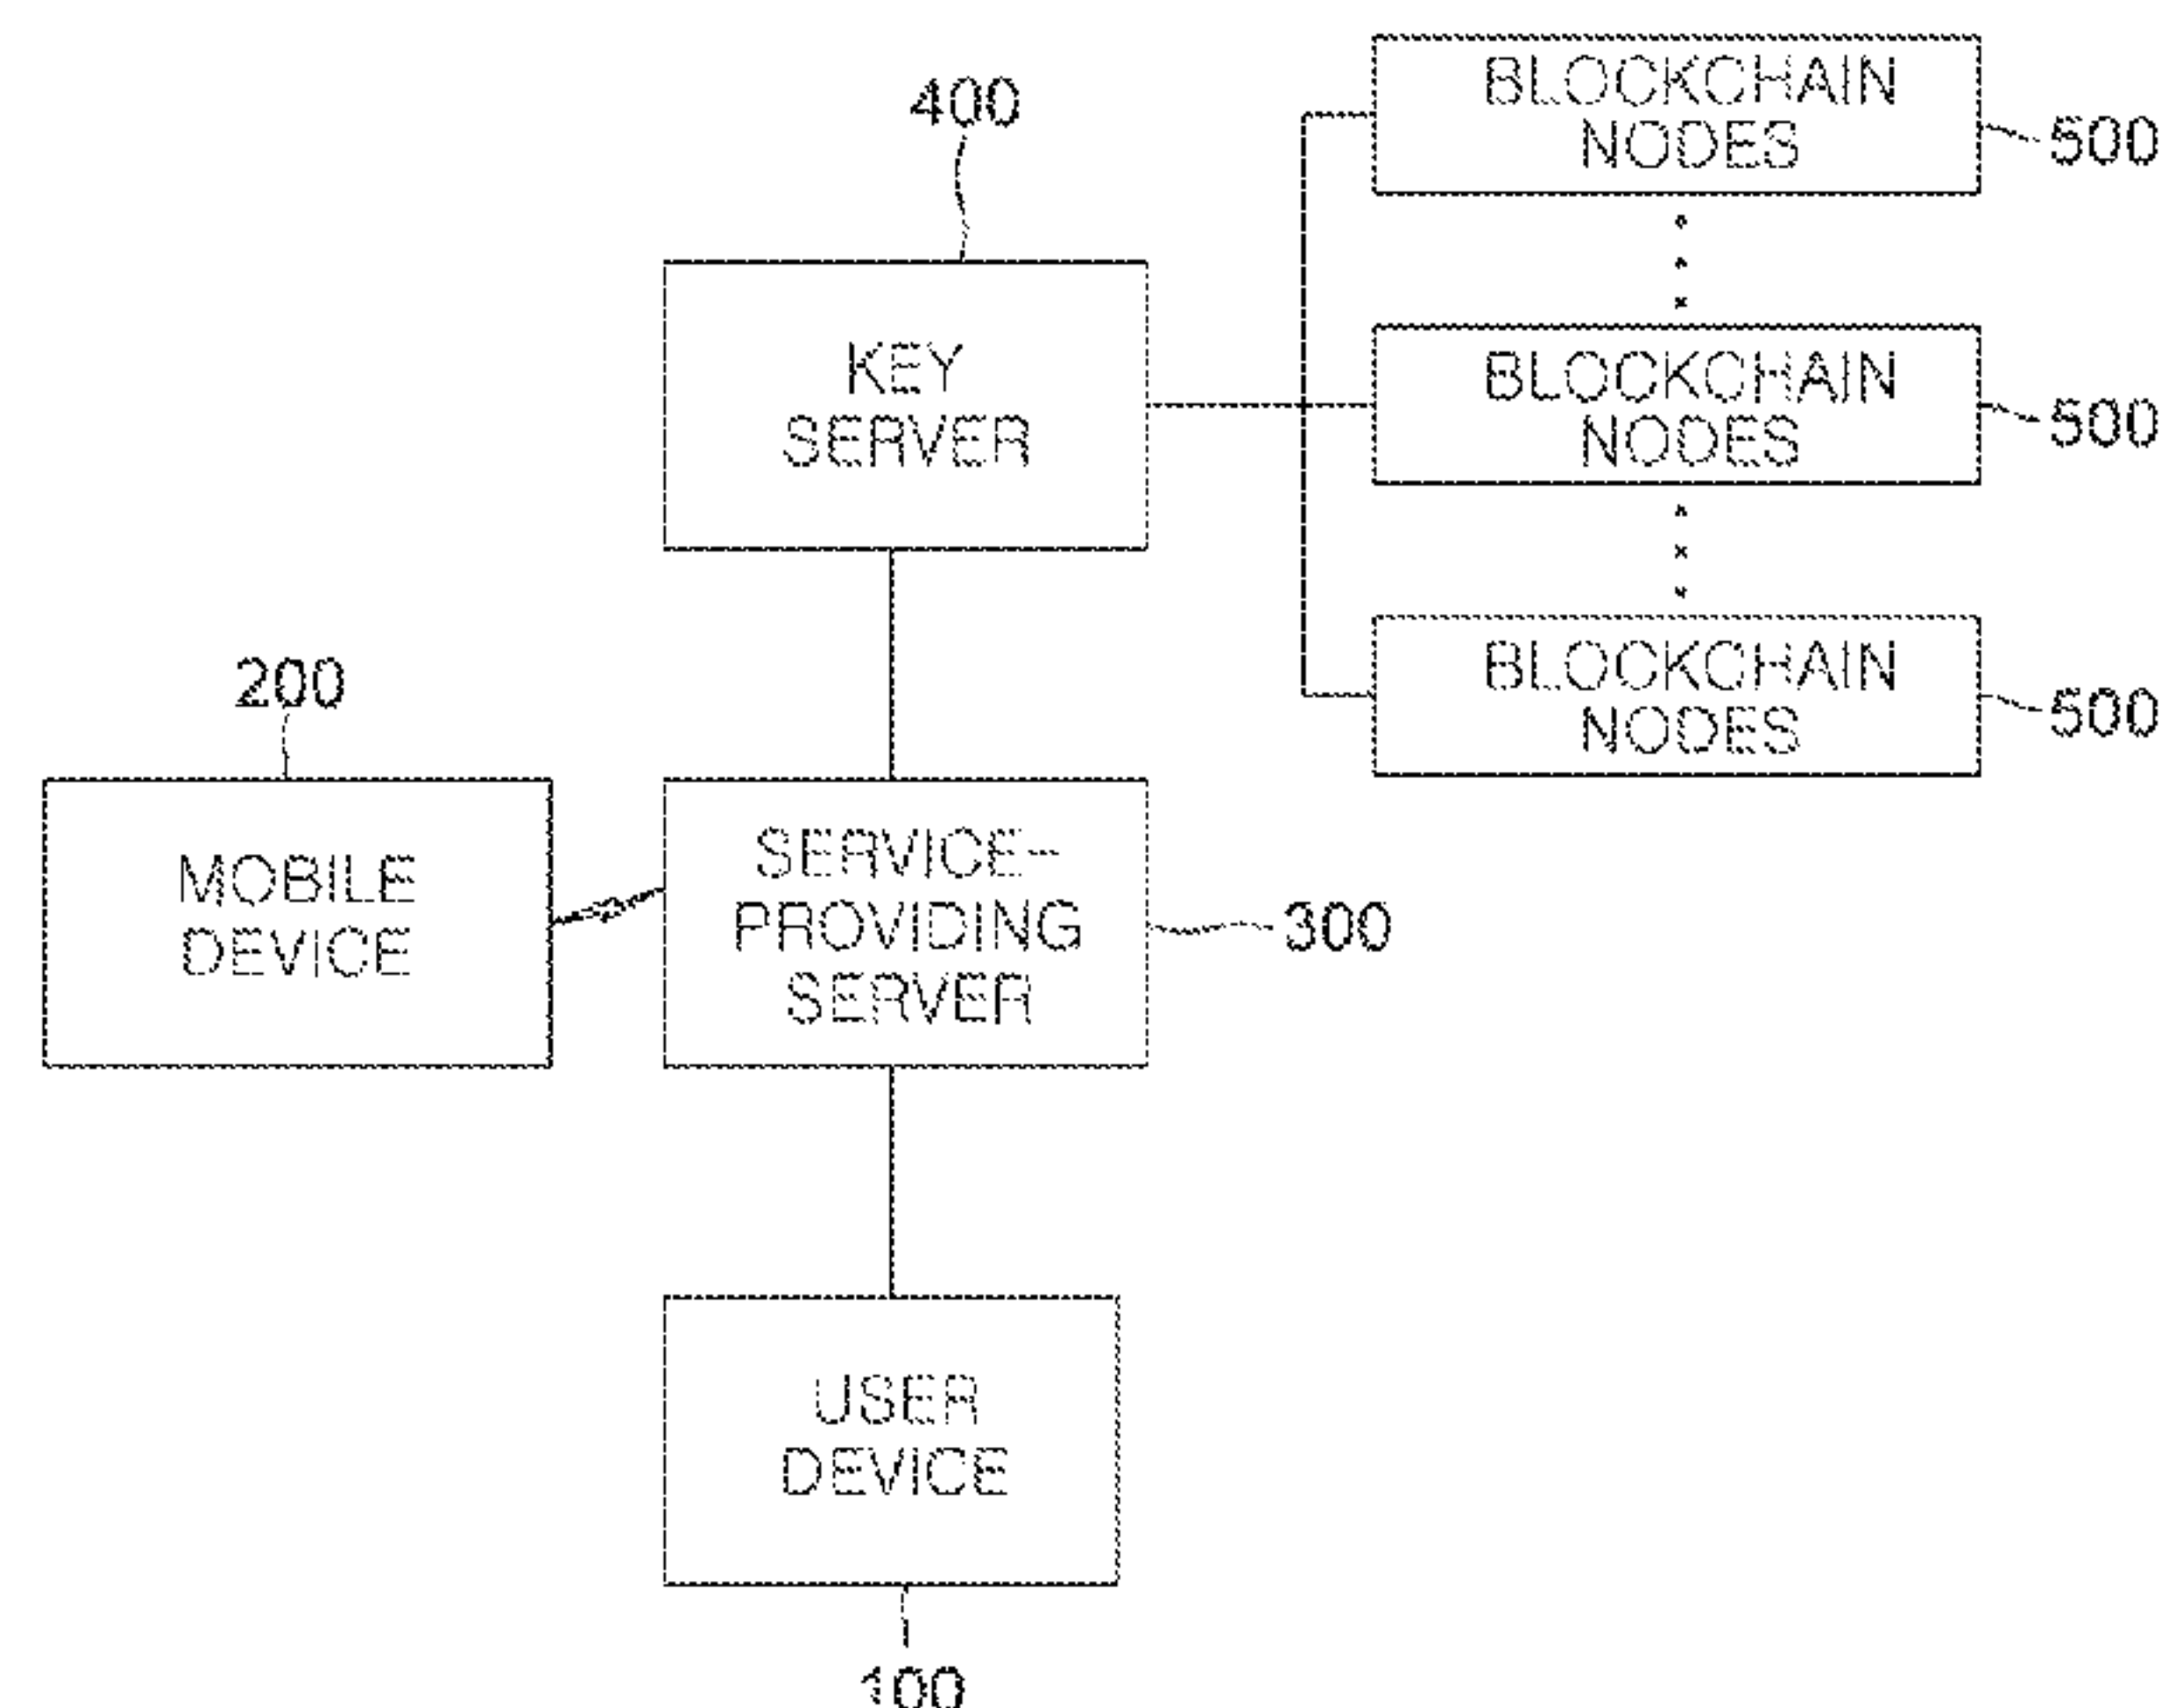 400
BLOCKCHAIN
NODES
500
KEY
SERVER
BLOCKCHAIN
NODES
500
200
BLOCKCHAIN
NODES
500
MOBILE
DEVICE
SERVICE-
PROVIDING
SERVER
300
USER
DEVICE
100